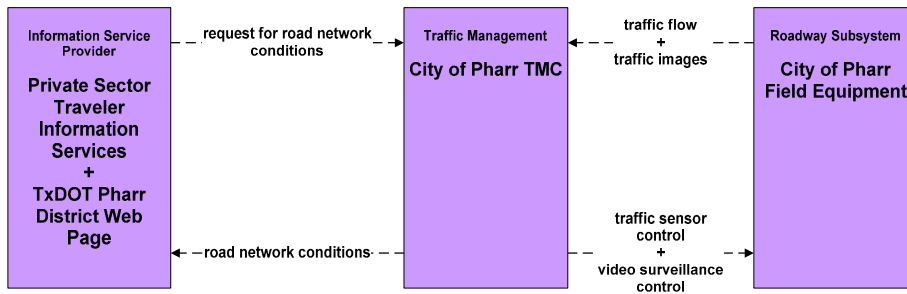 Information Service
Provider
Private Sector
Traveler
Information
Services
+
TxDOT Pharr
District Web
Page
request for road network
conditions
road network conditions
Traffic Management
City of Pharr TMC
traffic flow
+
traffic images
traffic sensor
control
+
video surveillance
control
Roadway Subsystem
City of Pharr
Field Equipment